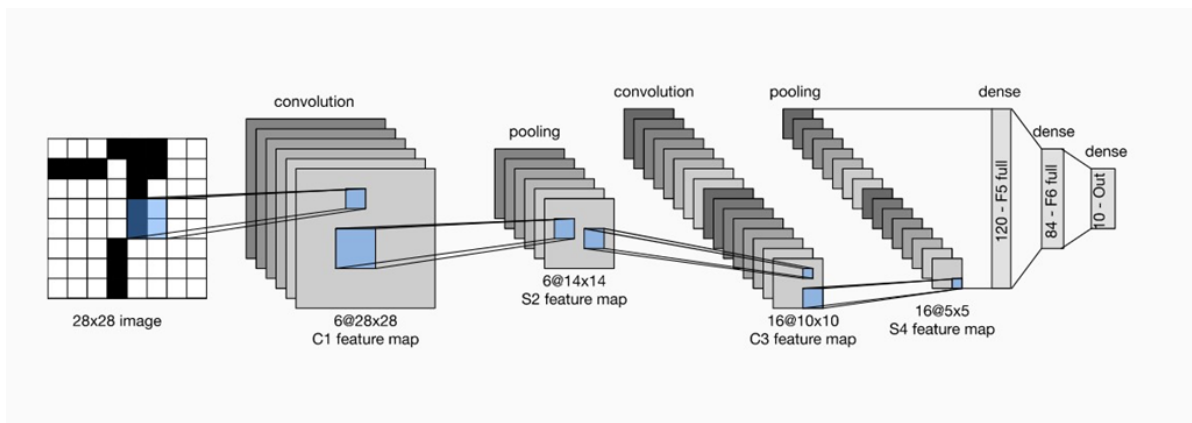 convolution
pooling
convolution
pooling
dense
dense
dense
120 - F5 full
84 - F6 full
10 - Out
28x28 image
6@28x28
C1 feature map
6@14x14
S2 feature map
16@10x10
C3 feature map
16@5x5
S4 feature map